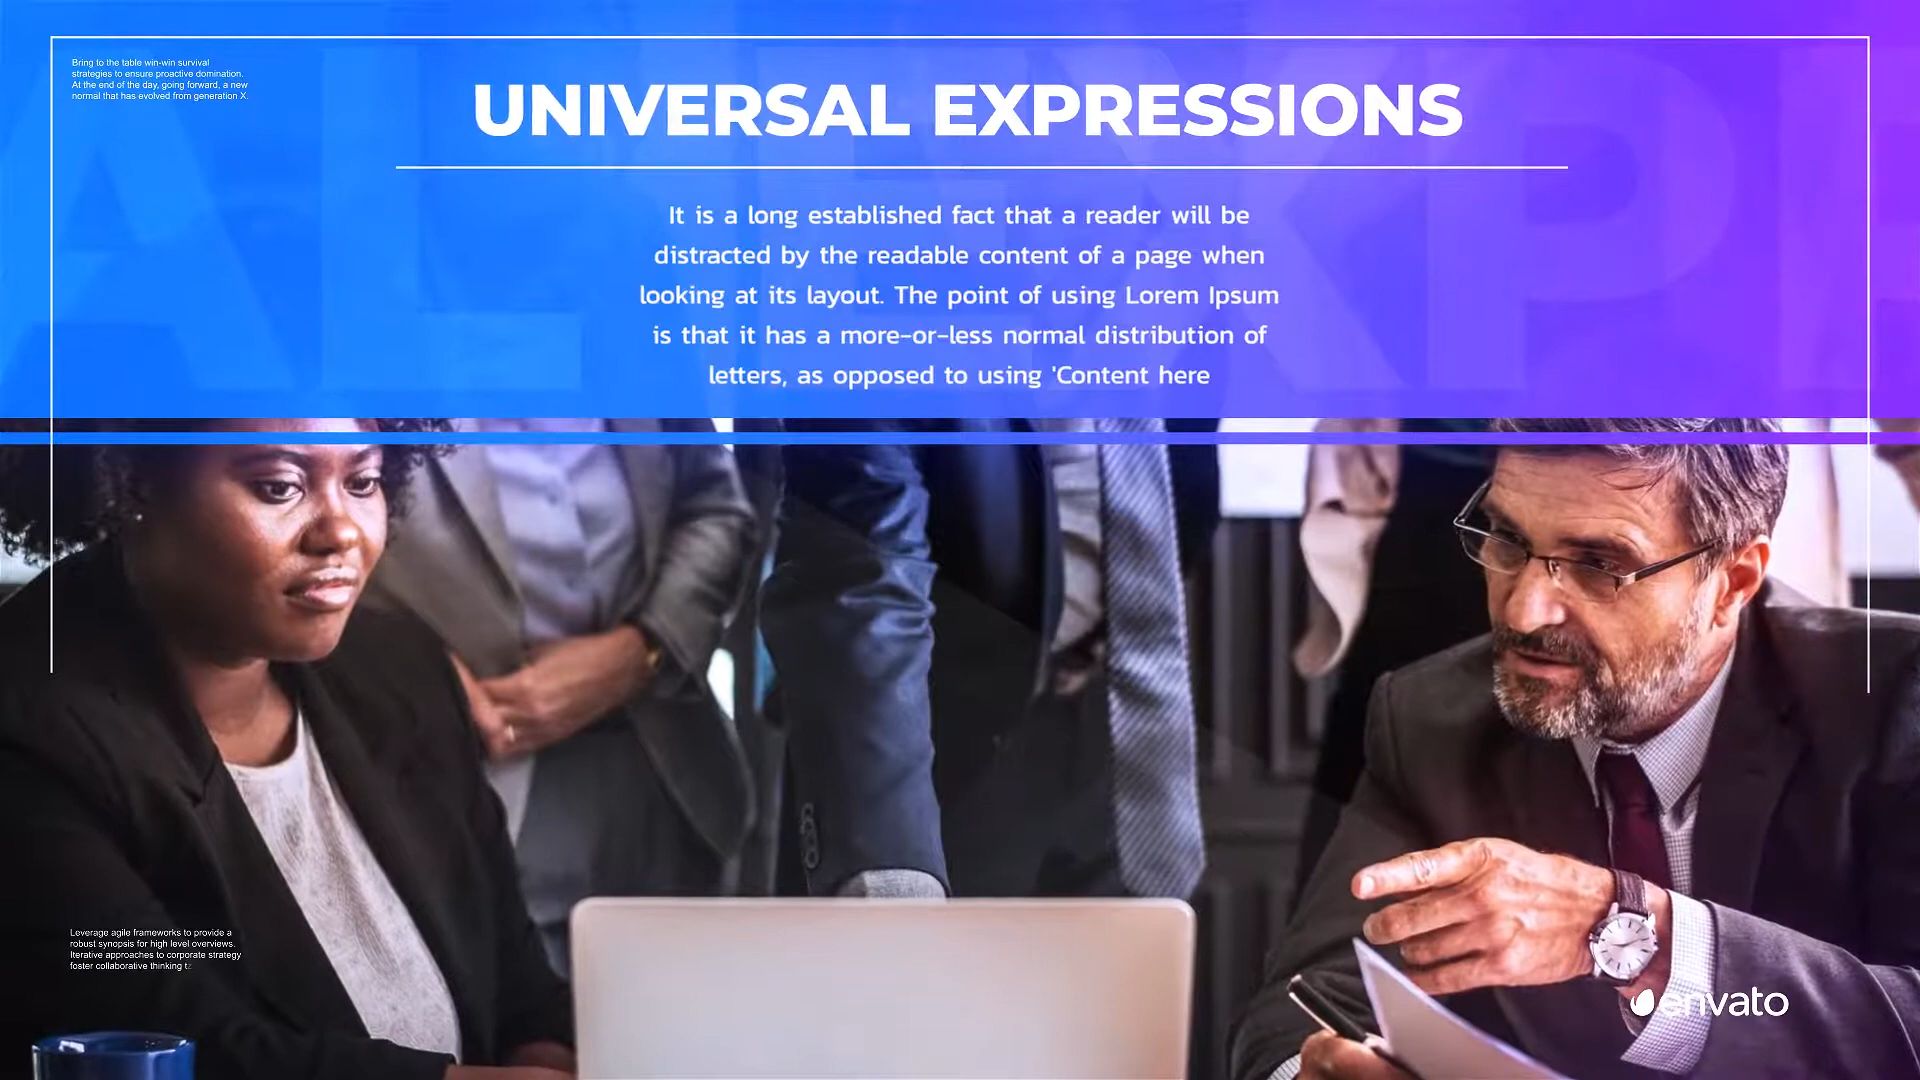 Bring to the table win-win survival
strategies to ensure proactive domination.
At the end of the day, going forward, a new
normal that has evolved from generation X.
UNIVERSAL EXPRESSIONS
It is a long established fact that a reader will be
distracted by the readable content of a page when
looking at its layout. The point of using Lorem Ipsum
is that it has a more-or-less normal distribution of
letters, as opposed to using 'Content here
Leverage agile frameworks to provide a
robust synopsis for high level overviews.
Iterative approaches to corporate strategy
foster collaborative thinking
envato